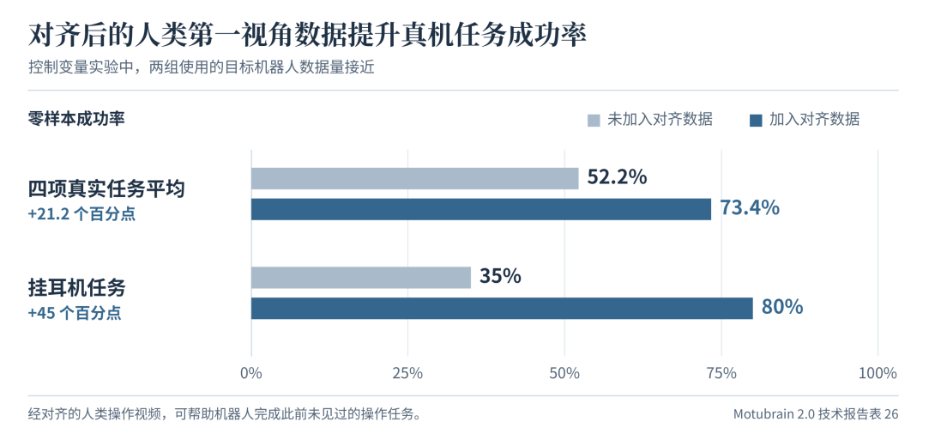 对齐后的人类第一视角数据提升真机任务成功率
控制变量实验中，两组使用的目标机器人数据量接近
零样本成功率
未加入对齐数据
加入对齐数据
四项真实任务平均
+21.2 个百分点
52.2%
73.4%
挂耳机任务
+45 个百分点
35%
80%
0% 25% 50% 75% 100%
经对齐的人类操作视频，可帮助机器人完成此前未见过的操作任务。
Motubrain 2.0 技术报告表 26